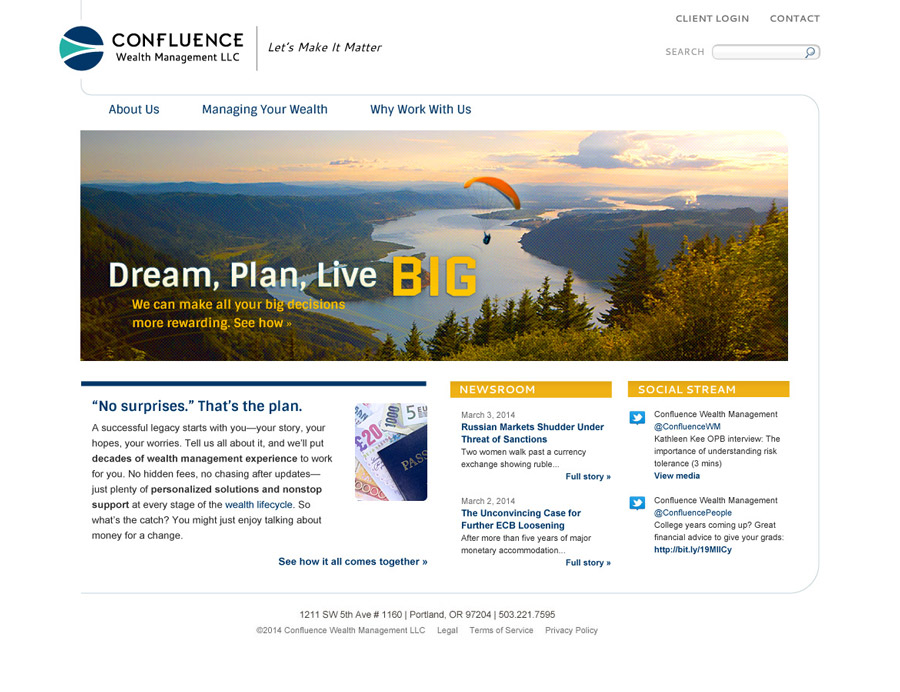 CLIENT LOGIN CONTACT
CONFLUENCE
Wealth Management LLC
Let's Make It Matter
SEARCH
About Us Managing Your Wealth Why Work With Us
Dream, Plan, Live BIG
We can make all your big decisions
more rewarding. See how »
“No surprises.” That’s the plan.
A successful legacy starts with you—your story, your
hopes, your worries. Tell us all about it, and we’ll put
decades of wealth management experience to work
for you. No hidden fees, no chasing after updates—
just plenty of personalized solutions and nonstop
support at every stage of the wealth lifecycle. So
what’s the catch? You might just enjoy talking about
money for a change.
See how it all comes together »
£20
1000
5 EU
PASS
NEWSROOM
March 3, 2014
Russian Markets Shudder Under
Threat of Sanctions
Two women walk past a currency
exchange showing ruble...
Full story »
March 2, 2014
The Unconvincing Case for
Further ECB Loosening
After more than five years of major
monetary accommodation...
Full story »
SOCIAL STREAM
Confluence Wealth Management
@ConfluenceWM
Kathleen Kee OPB interview: The
importance of understanding risk
tolerance (3 mins)
View media
Confluence Wealth Management
@ConfluencePeople
College years coming up? Great
financial advice to give your grads:
http://bit.ly/19MIlCy
1211 SW 5th Ave # 1160 | Portland, OR 97204 | 503.221.7595
©2014 Confluence Wealth Management LLC Legal Terms of Service Privacy Policy